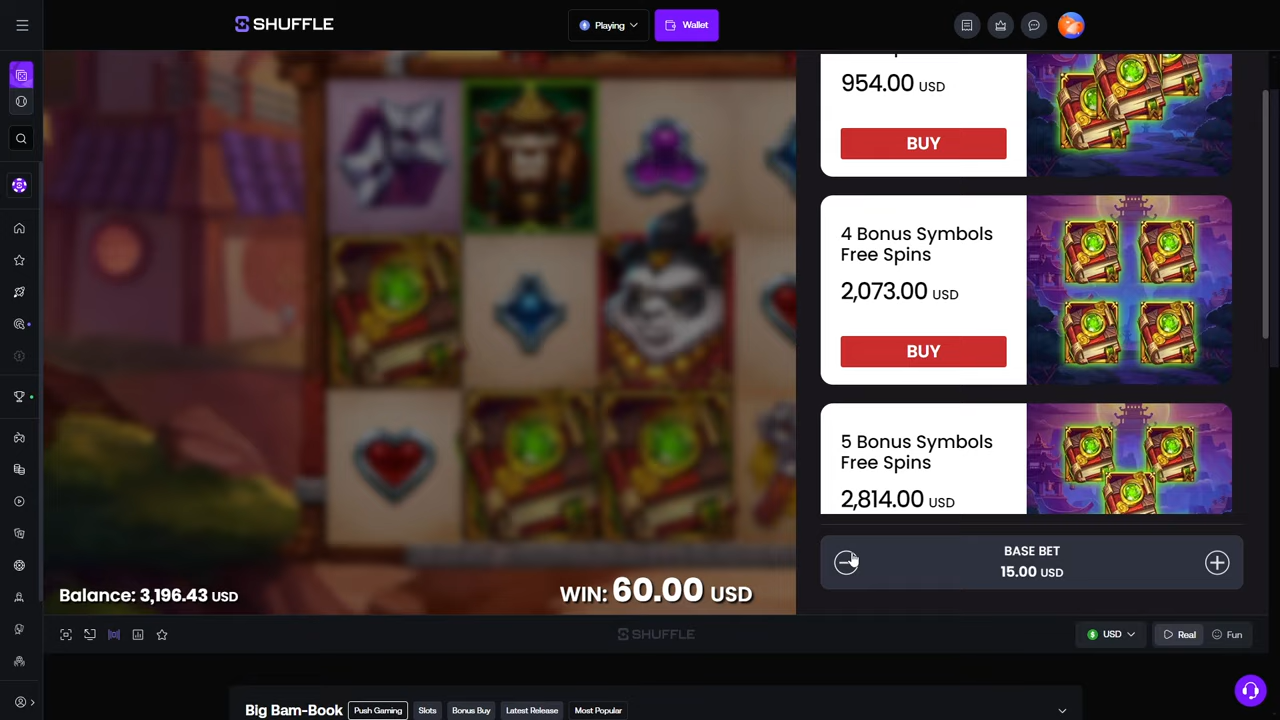 SHUFFLE
Playing
Wallet
954.00 USD
BUY
4 Bonus Symbols
Free Spins
2,073.00 USD
BUY
5 Bonus Symbols
Free Spins
2,814.00 USD
BASE BET
15.00 USD
Balance: 3,196.43 USD
WIN: 60.00 USD
SHUFFLE
USD
Real
Fun
Big Bam-Book
Push Gaming
Slots
Bonus Buy
Latest Release
Most Popular